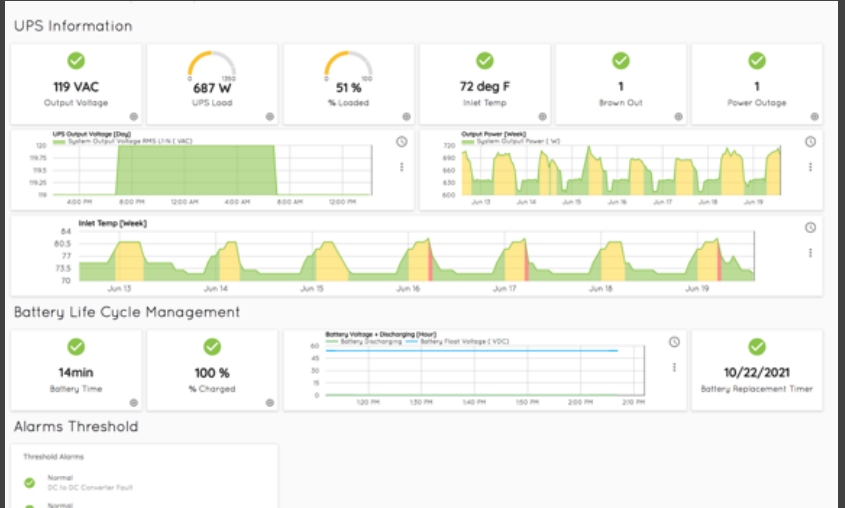 UPS Information
119 VAC
Output Voltage
0 1350
687 W
UPS Load
0 100
51 %
% Loaded
72 deg F
Inlet Temp
1
Brown Out
1
Power Outage
UPS Output Voltage [Day]
System Output Voltage RMS L1-N ( VAC)
120
119.75
119.5
119.25
119
4:00 PM 8:00 PM 12:00 AM 4:00 AM 8:00 AM 12:00 PM
Output Power [Week]
System Output Power ( W)
720
690
660
630
600
Jun 13 Jun 14 Jun 15 Jun 16 Jun 17 Jun 18 Jun 19
Inlet Temp [Week]
84
80.5
77
73.5
70
Jun 13 Jun 14 Jun 15 Jun 16 Jun 17 Jun 18 Jun 19
Battery Life Cycle Management
14min
Battery Time
100 %
% Charged
Battery Voltage + Discharging [Hour]
Battery Discharging Battery Float Voltage ( VDC)
60
45
30
15
0
1:20 PM 1:30 PM 1:40 PM 1:50 PM 2:00 PM 2:10 PM
10/22/2021
Battery Replacement Timer
Alarms Threshold
Threshold Alarms
Normal
DC to DC Converter Fault
Normal